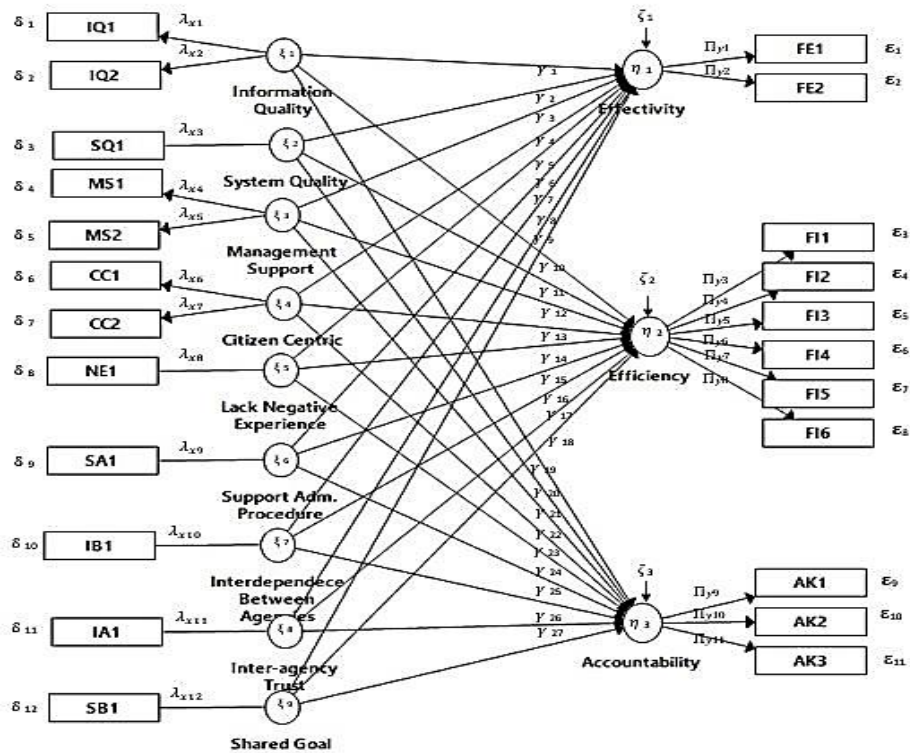 δ 1
IQ1
λx1
λx2
δ 2
IQ2
ξ 1
Information
Quality
δ 3
SQ1
λx3
ξ 2
System Quality
δ 4
MS1
λx4
λx5
δ 5
MS2
ξ 3
Management
Support
δ 6
CC1
λx6
λx7
δ 7
CC2
ξ 4
Citizen Centric
δ 8
NE1
λx8
ξ 5
Lack Negative
Experience
δ 9
SA1
λx9
ξ 6
Support Adm.
Procedure
δ 10
IB1
λx10
ξ 7
Interdependece
Between
Agencies
δ 11
IA1
λx11
ξ 8
Inter-agency
Trust
δ 12
SB1
λx12
ξ 9
Shared Goal
γ 1
γ 2
γ 3
γ 4
γ 5
γ 6
γ 7
γ 8
γ 9
γ 10
γ 11
γ 12
γ 13
γ 14
γ 15
γ 16
γ 17
γ 18
γ 19
γ 20
γ 21
γ 22
γ 23
γ 24
γ 25
γ 26
γ 27
ζ 1
η 1
Effectivity
Πy1
Πy2
FE1
ε1
FE2
ε2
ζ2
η 2
Efficiency
Πy3
Πy4
Πy5
Πy6
Πy7
Πy8
FI1
ε3
FI2
ε4
FI3
ε5
FI4
ε6
FI5
ε7
FI6
ε8
ζ3
η 3
Accountability
Πy9
Πy10
Πy11
AK1
ε9
AK2
ε10
AK3
ε11